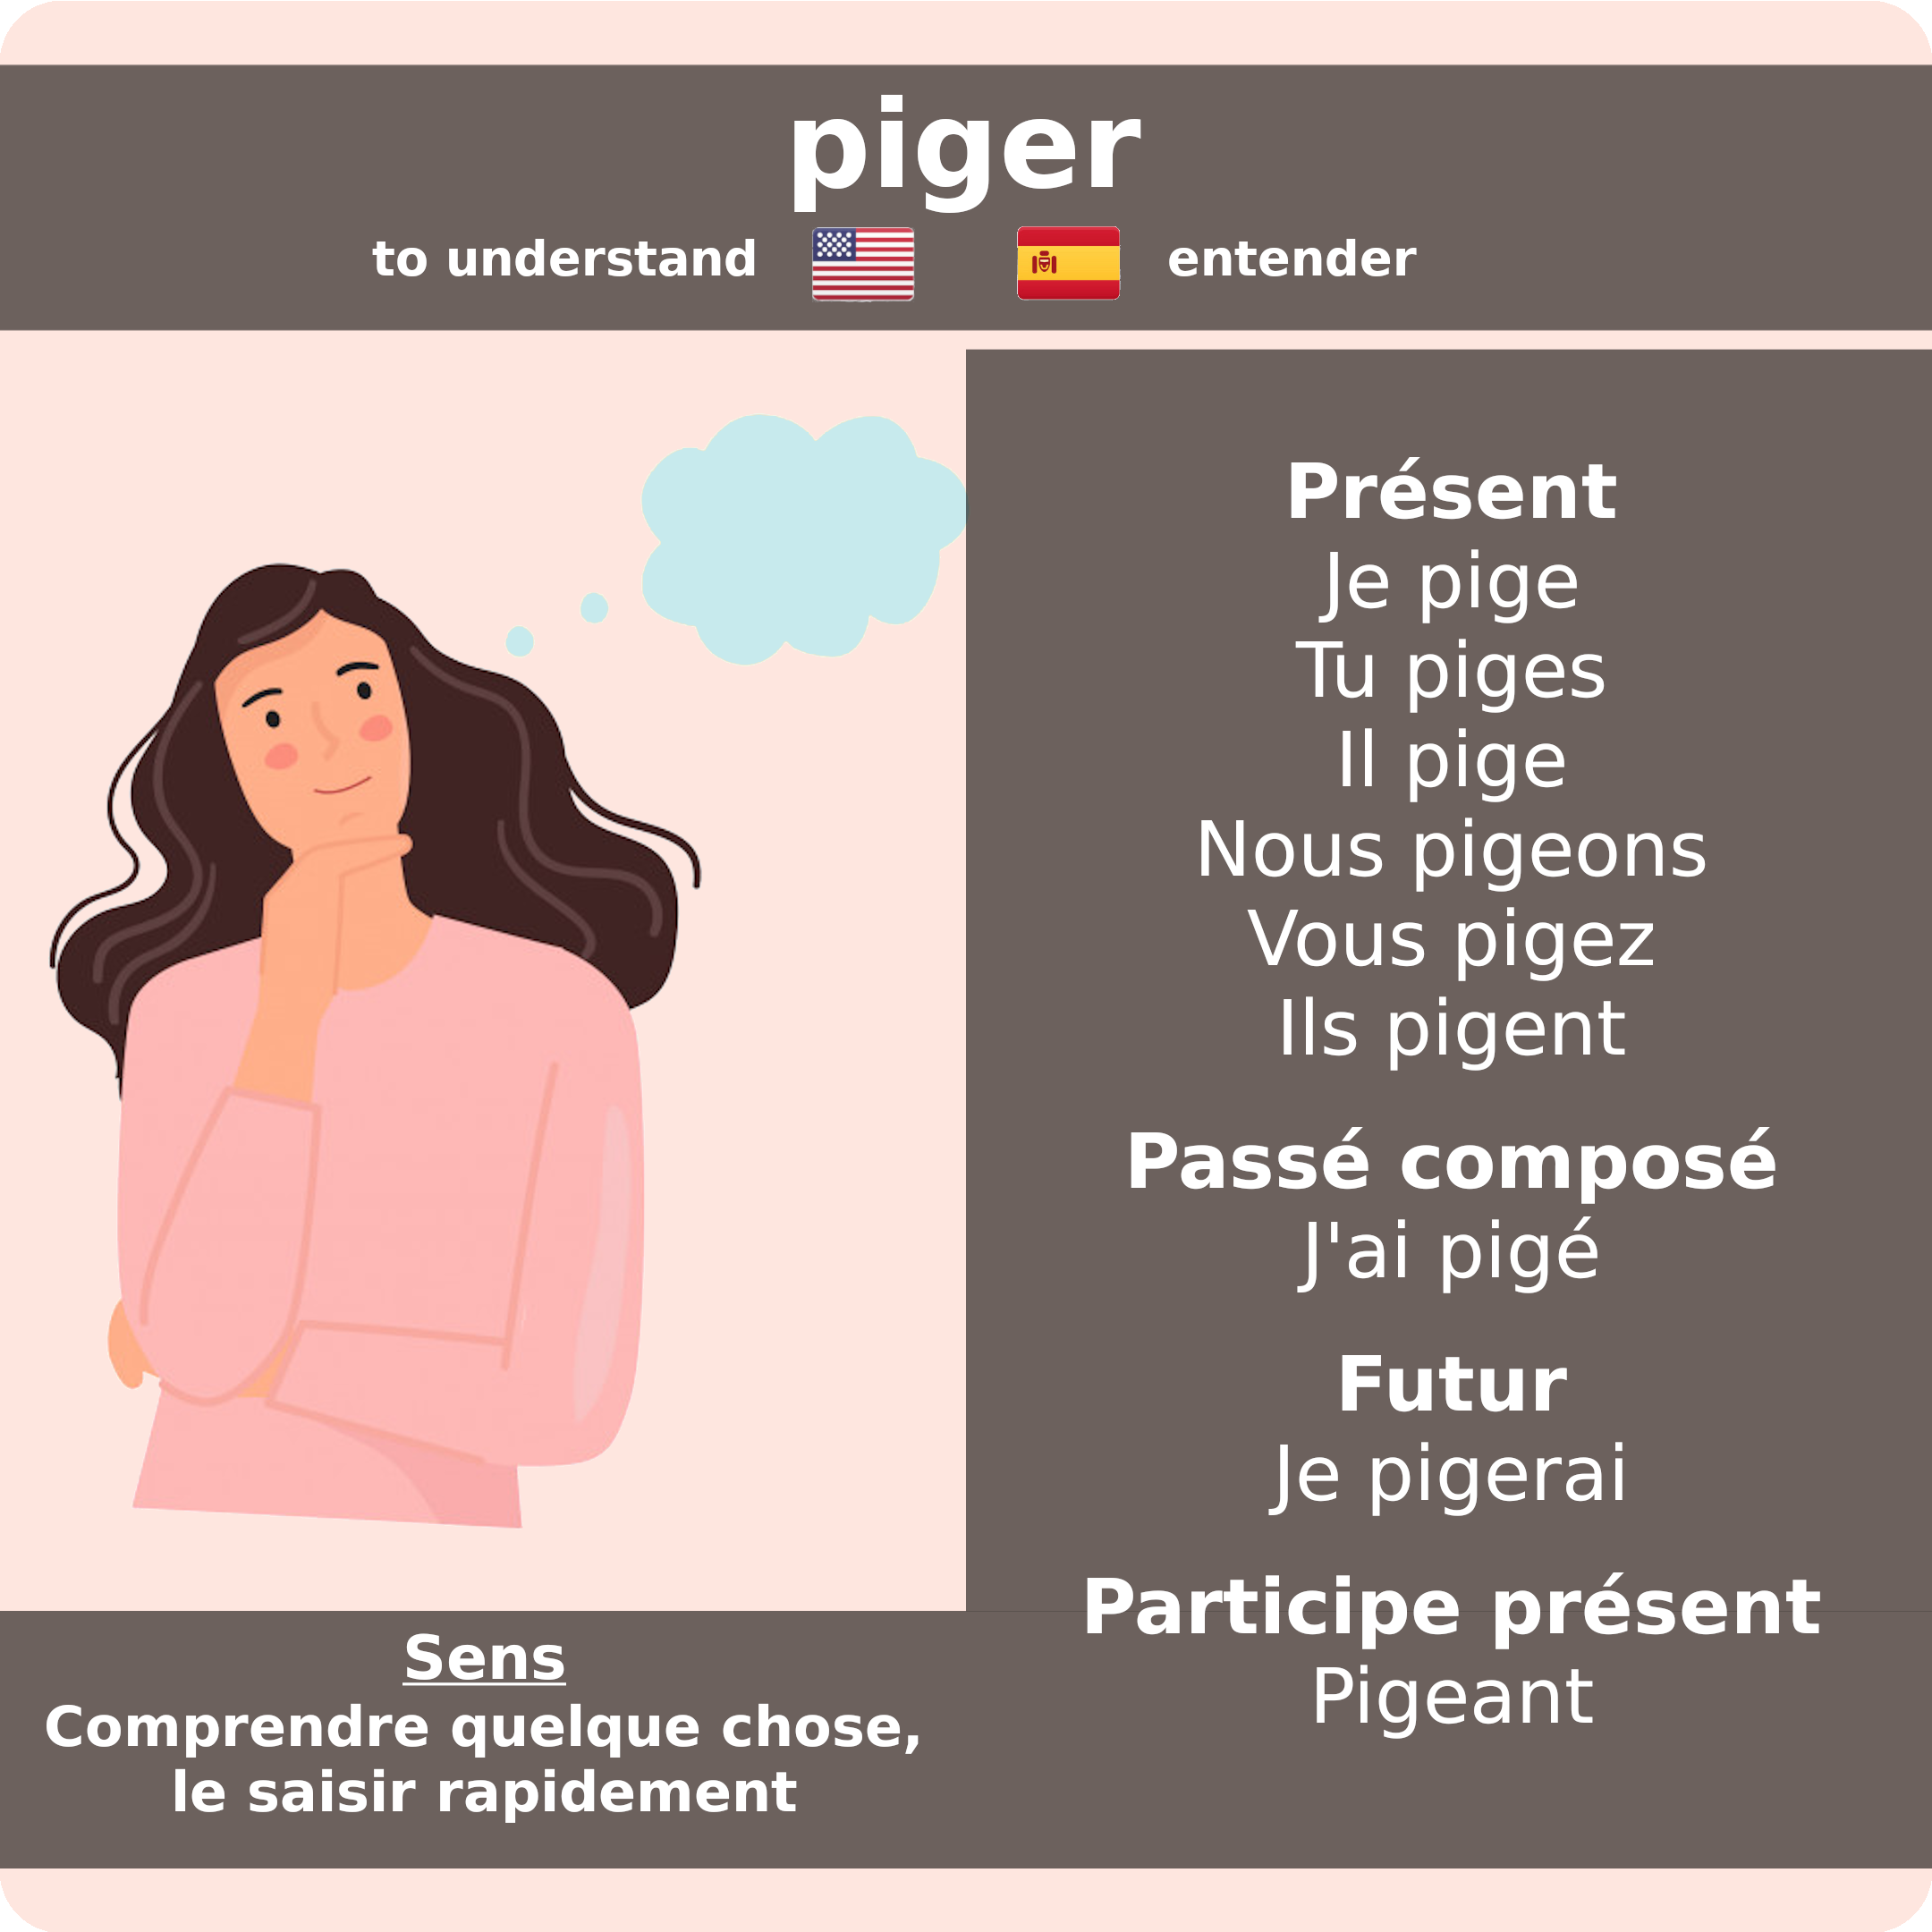 piger
to understand
entender
Présent
Je pige
Tu piges
Il pige
Nous pigeons
Vous pigez
Ils pigent
Passé composé
J'ai pigé
Futur
Je pigerai
Participe présent
Pigeant
Sens
Comprendre quelque chose,
le saisir rapidement